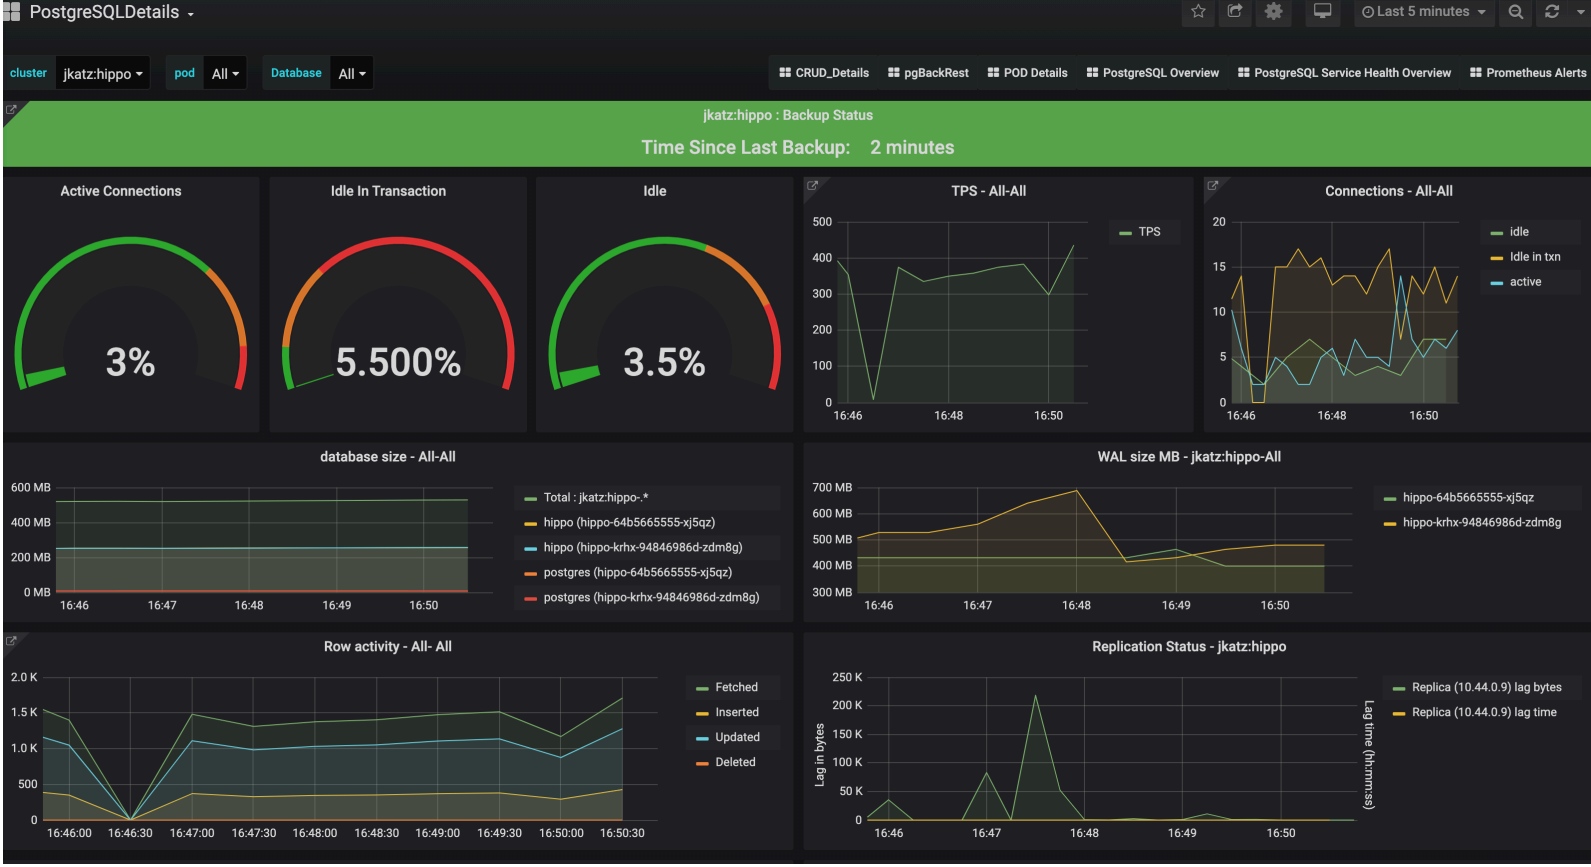 PostgreSQLDetails
Last 5 minutes
cluster jkatz:hippo pod All Database All
CRUD_Details pgBackRest POD Details PostgreSQL Overview PostgreSQL Service Health Overview Prometheus Alerts
jkatz:hippo : Backup Status
Time Since Last Backup: 2 minutes
Active Connections
3%
Idle In Transaction
5.500%
Idle
3.5%
TPS - All-All
500
400
300
200
100
0
16:46 16:48 16:50
TPS
Connections - All-All
20
15
10
5
0
16:46 16:48 16:50
idle
Idle in txn
active
database size - All-All
600 MB
400 MB
200 MB
0 MB
16:46 16:47 16:48 16:49 16:50
Total : jkatz:hippo-.*
hippo (hippo-64b5665555-xj5qz)
hippo (hippo-krhx-94846986d-zdm8g)
postgres (hippo-64b5665555-xj5qz)
postgres (hippo-krhx-94846986d-zdm8g)
WAL size MB - jkatz:hippo-All
700 MB
600 MB
500 MB
400 MB
300 MB
16:46 16:47 16:48 16:49 16:50
hippo-64b5665555-xj5qz
hippo-krhx-94846986d-zdm8g
Row activity - All- All
2.0 K
1.5 K
1.0 K
500
0
16:46:00 16:46:30 16:47:00 16:47:30 16:48:00 16:48:30 16:49:00 16:49:30 16:50:00 16:50:30
Fetched
Inserted
Updated
Deleted
Replication Status - jkatz:hippo
Lag in bytes
250 K
200 K
150 K
100 K
50 K
0
16:46 16:47 16:48 16:49 16:50
Lag time (hh:mm:ss)
Replica (10.44.0.9) lag bytes
Replica (10.44.0.9) lag time